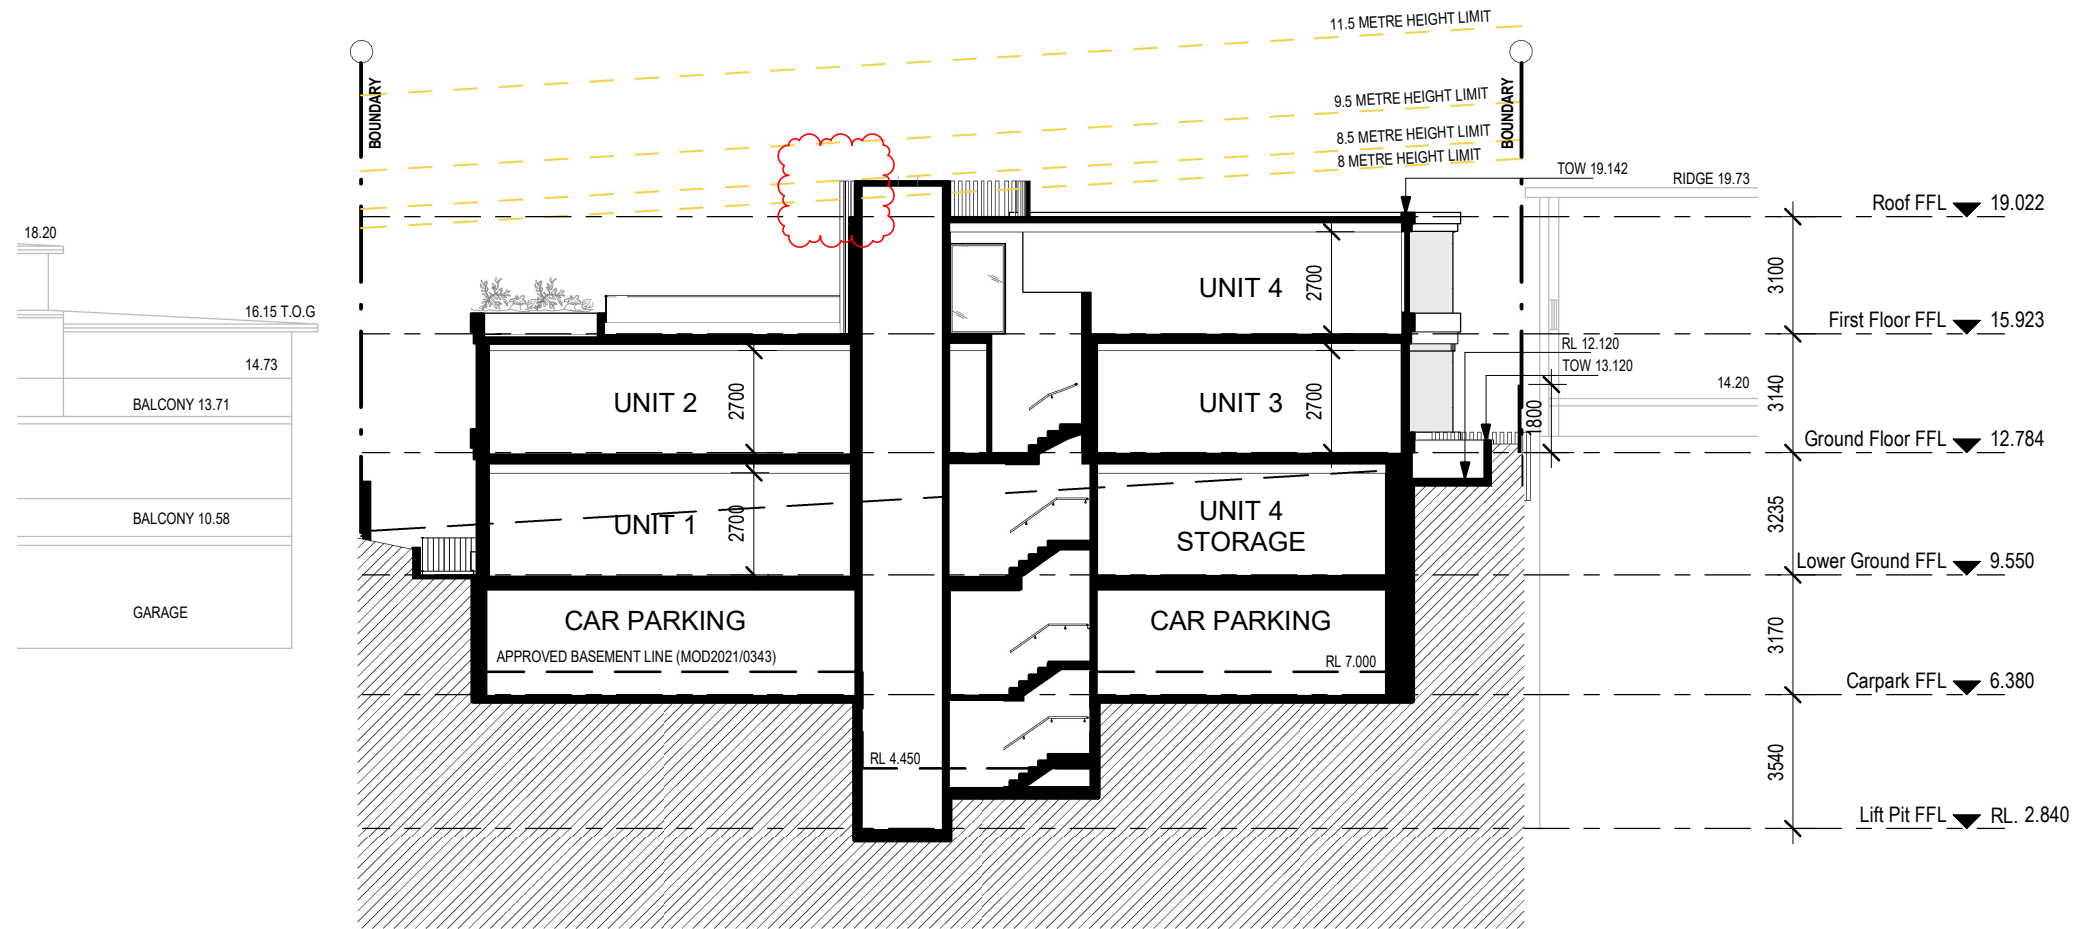 11.5 METRE HEIGHT LIMIT
BOUNDARY
9.5 METRE HEIGHT LIMIT
BOUNDARY
8.5 METRE HEIGHT LIMIT
8 METRE HEIGHT LIMIT
TOW 19.142
RIDGE 19.73
Roof FFL 19.022
18.20
3100
UNIT 4
2700
16.15 T.O.G
First Floor FFL 15.923
RL 12.120
TOW 13.120
14.73
14.20
BALCONY 13.71
UNIT 2
2700
UNIT 3
2700
1800
3140
Ground Floor FFL 12.784
BALCONY 10.58
UNIT 1
2700
UNIT 4
STORAGE
3235
Lower Ground FFL 9.550
GARAGE
CAR PARKING
CAR PARKING
APPROVED BASEMENT LINE (MOD2021/0343)
RL 7.000
3170
Carpark FFL 6.380
RL 4.450
3540
Lift Pit FFL RL. 2.840